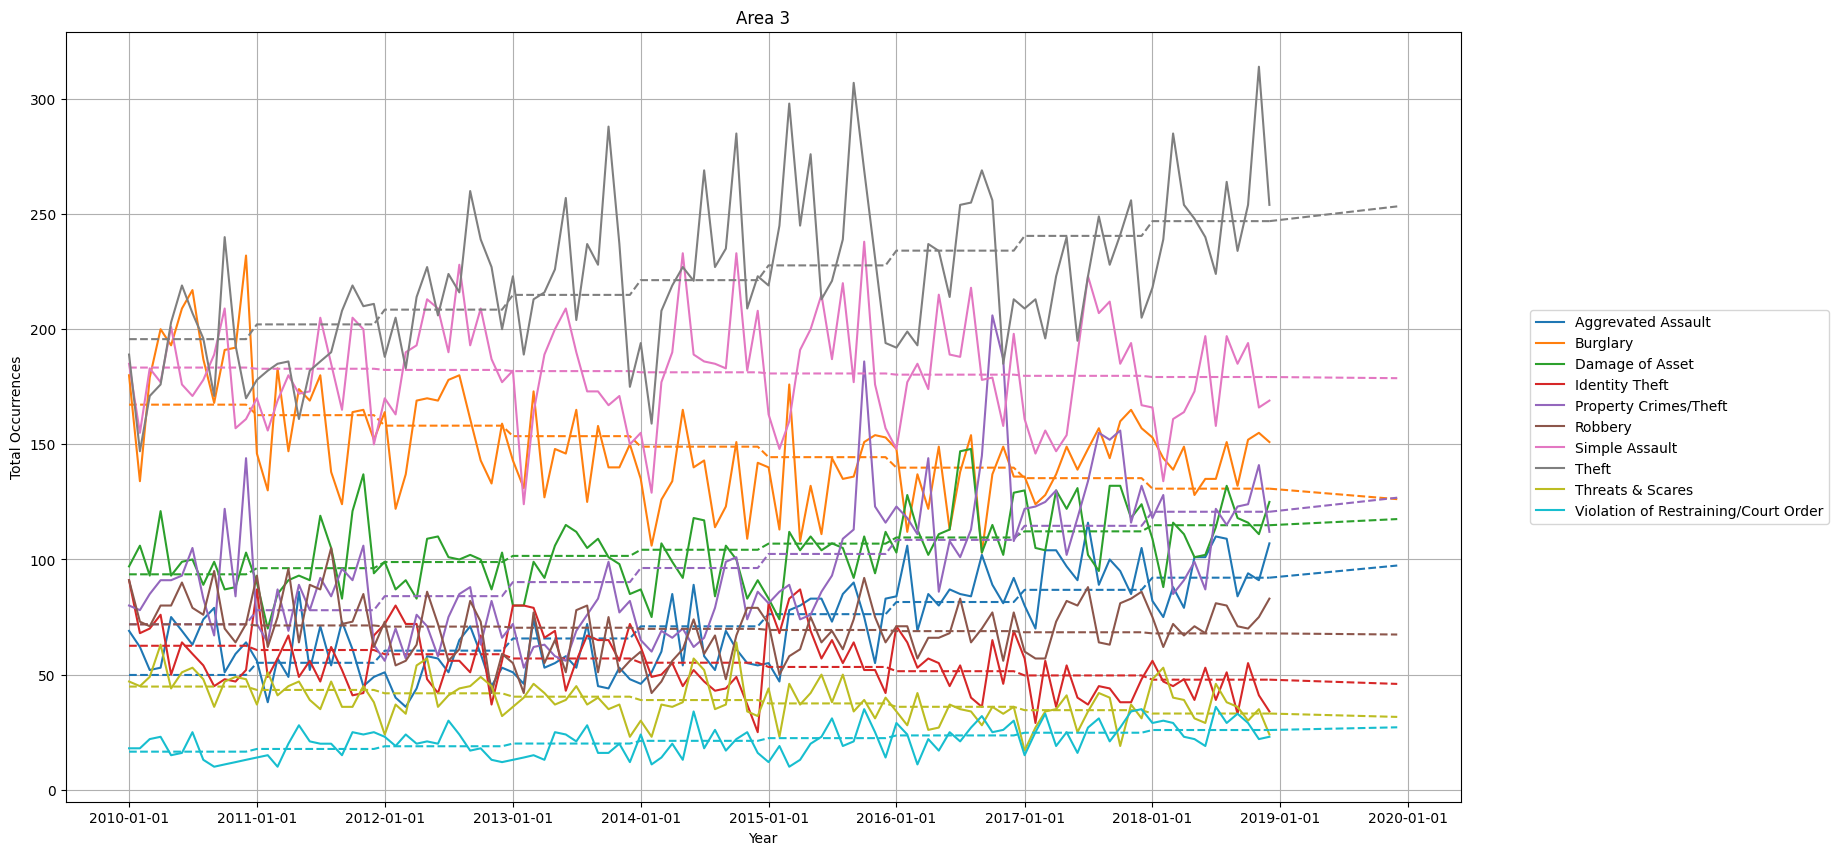 Area 3
Total Occurrences
300
250
200
150
100
50
0
2010-01-01
2011-01-01
2012-01-01
2013-01-01
2014-01-01
2015-01-01
2016-01-01
2017-01-01
2018-01-01
2019-01-01
2020-01-01
Year
Aggrevated Assault
Burglary
Damage of Asset
Identity Theft
Property Crimes/Theft
Robbery
Simple Assault
Theft
Threats & Scares
Violation of Restraining/Court Order